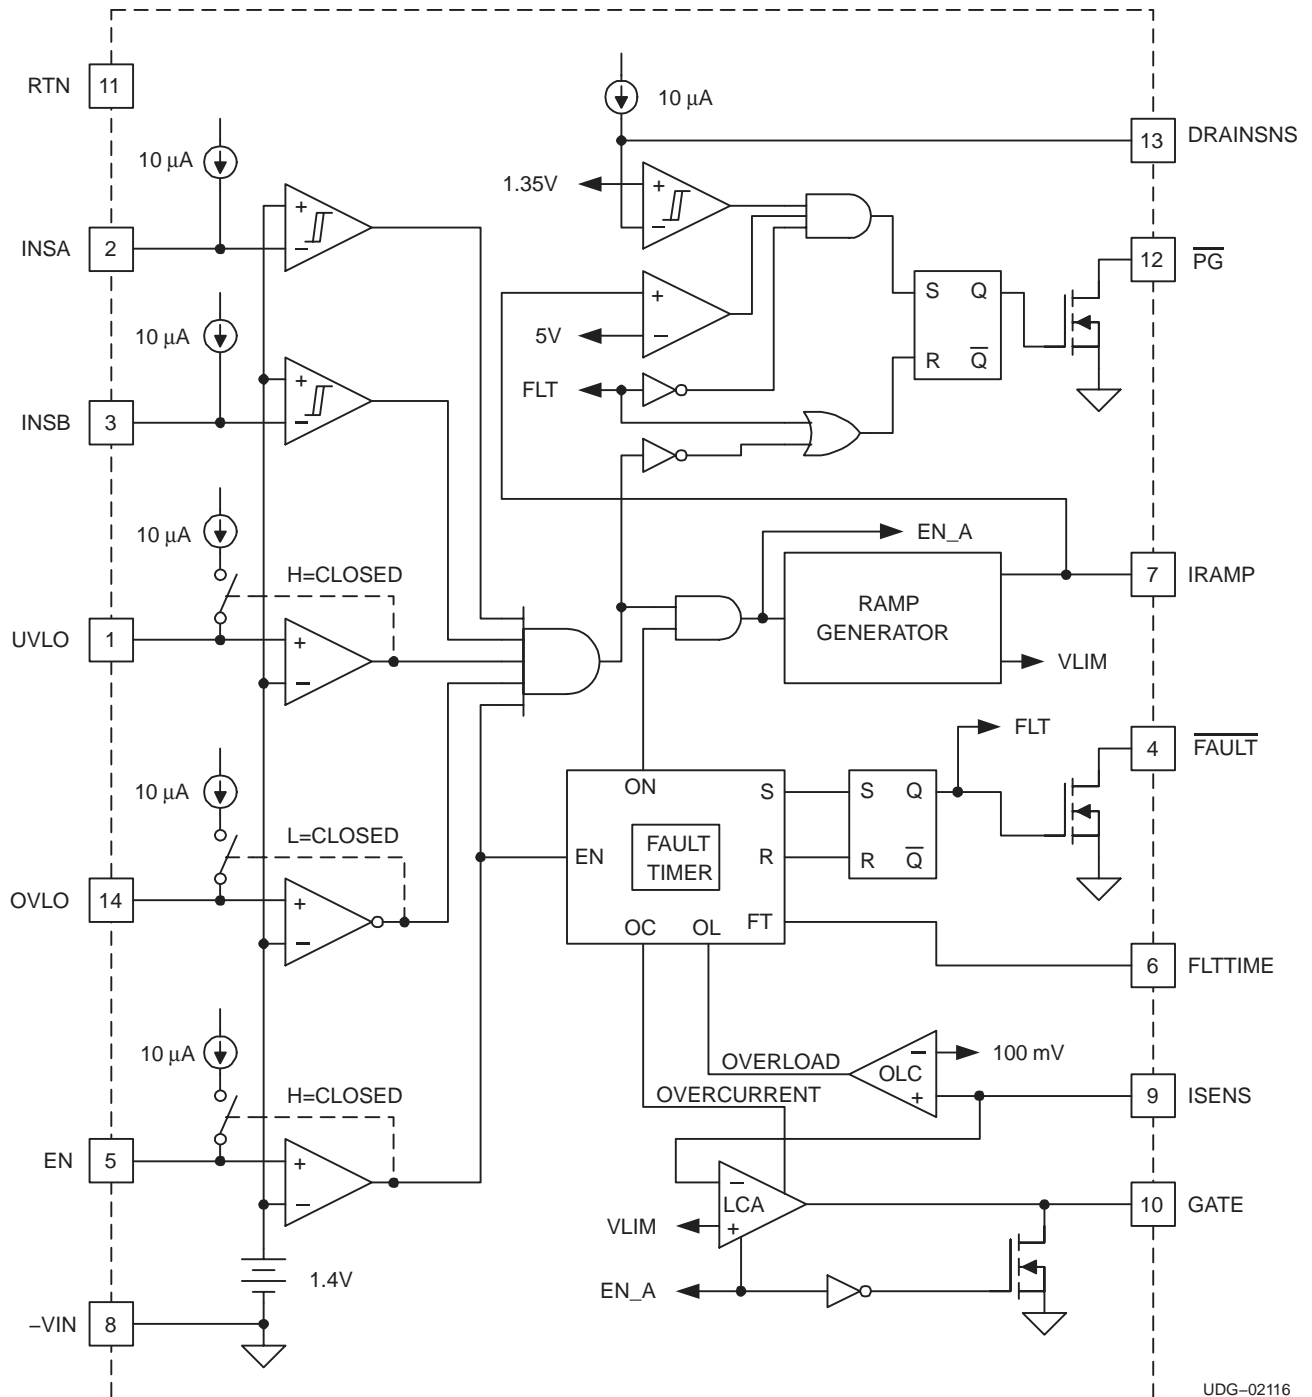 RTN
11
10 μA
INSA
2
+
−
10 μA
INSB
3
+
−
10 μA
H=CLOSED
UVLO
1
+
−
10 μA
L=CLOSED
OVLO
14
+
−
10 μA
H=CLOSED
EN
5
+
−
1.4V
−VIN
8
10 μA
13
DRAINSNS
1.35V
+
−
12
PG
S Q
R Q
5V
+
−
FLT
EN_A
RAMP
GENERATOR
7
IRAMP
VLIM
FLT
4
FAULT
ON
S
S Q
EN
FAULT
TIMER
R
R Q
OC OL FT
6
FLTTIME
OVERLOAD
−
OLC
+
100 mV
OVERCURRENT
9
ISENS
−
LCA
+
VLIM
10
GATE
EN_A
UDG−02116